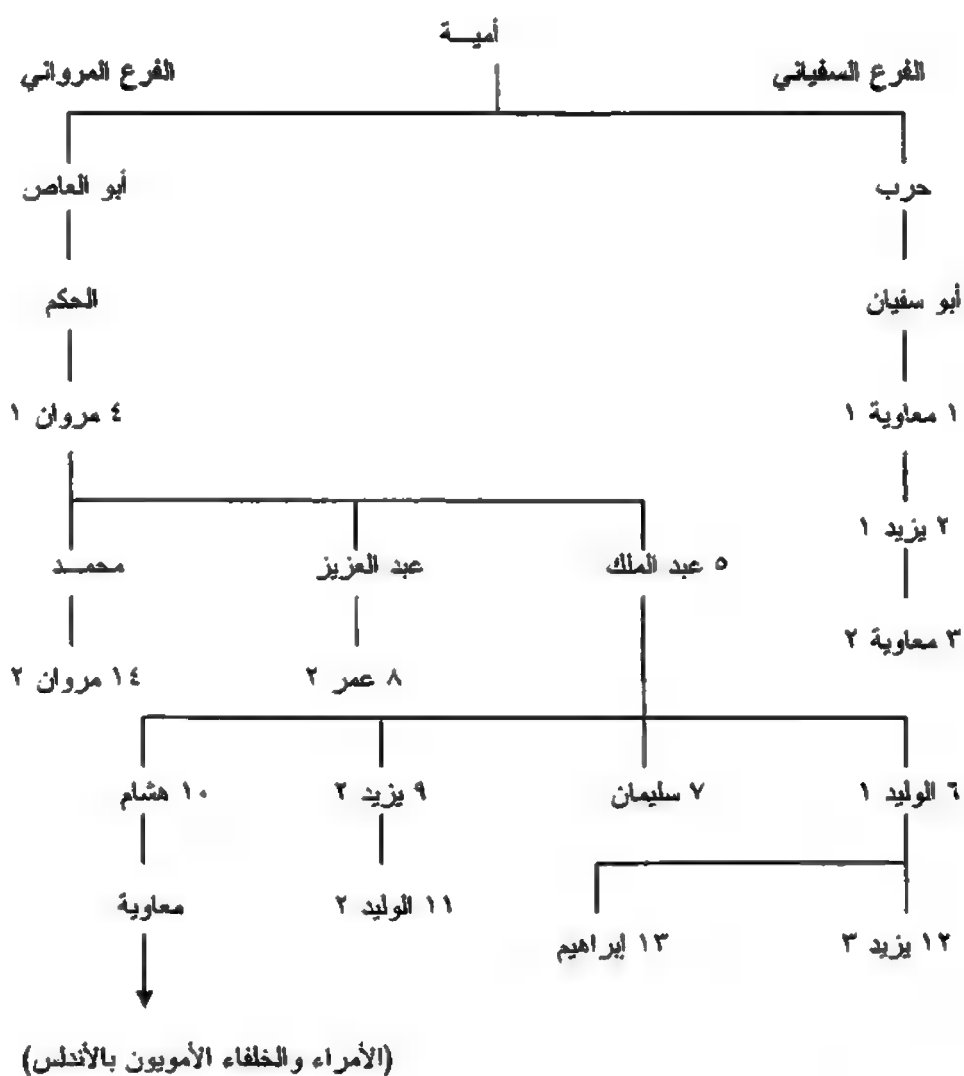 أميـــة
الفرع السفياني
الفرع المرواني
حرب
أبو العاص
أبو سفيان
الحكم
١ معاوية ١
٤ مروان ١
٢ يزيد ١
٥ عبد الملك
عبد العزيز
محمـــد
٣ معاوية ٢
٨ عمر ٢
١٤ مروان ٢
٦ الوليد ١
٧ سليمان
٩ يزيد ٢
١٠ هشام
١١ الوليد ٢
معاوية
١٢ يزيد ٣
١٣ إبراهيم
(الأمراء والخلفاء الأمويون بالأندلس)